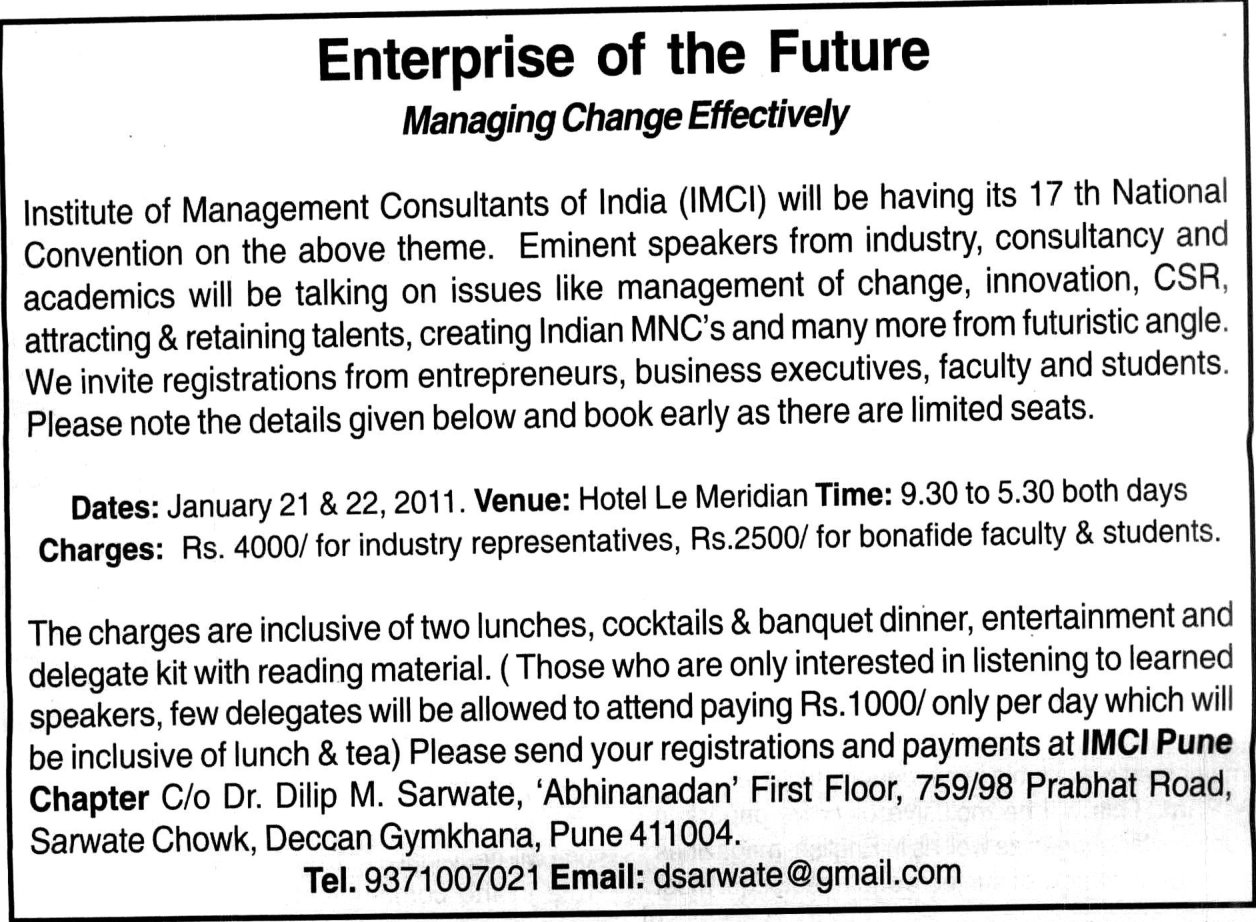 Enterprise of the Future
Managing Change Effectively
Institute of Management Consultants of India (IMCI) will be having its 17 th National
Convention on the above theme. Eminent speakers from industry, consultancy and
academics will be talking on issues like management of change, innovation, CSR,
attracting & retaining talents, creating Indian MNC's and many more from futuristic angle.
We invite registrations from entrepreneurs, business executives, faculty and students.
Please note the details given below and book early as there are limited seats.
Dates: January 21 & 22, 2011. Venue: Hotel Le Meridian Time: 9.30 to 5.30 both days
Charges: Rs. 4000/ for industry representatives, Rs.2500/ for bonafide faculty & students.
The charges are inclusive of two lunches, cocktails & banquet dinner, entertainment and
delegate kit with reading material. ( Those who are only interested in listening to learned
speakers, few delegates will be allowed to attend paying Rs.1000/ only per day which will
be inclusive of lunch & tea) Please send your registrations and payments at IMCI Pune
Chapter C/o Dr. Dilip M. Sarwate, 'Abhinanadan' First Floor, 759/98 Prabhat Road,
Sarwate Chowk, Deccan Gymkhana, Pune 411004.
Tel. 9371007021 Email: dsarwate@gmail.com